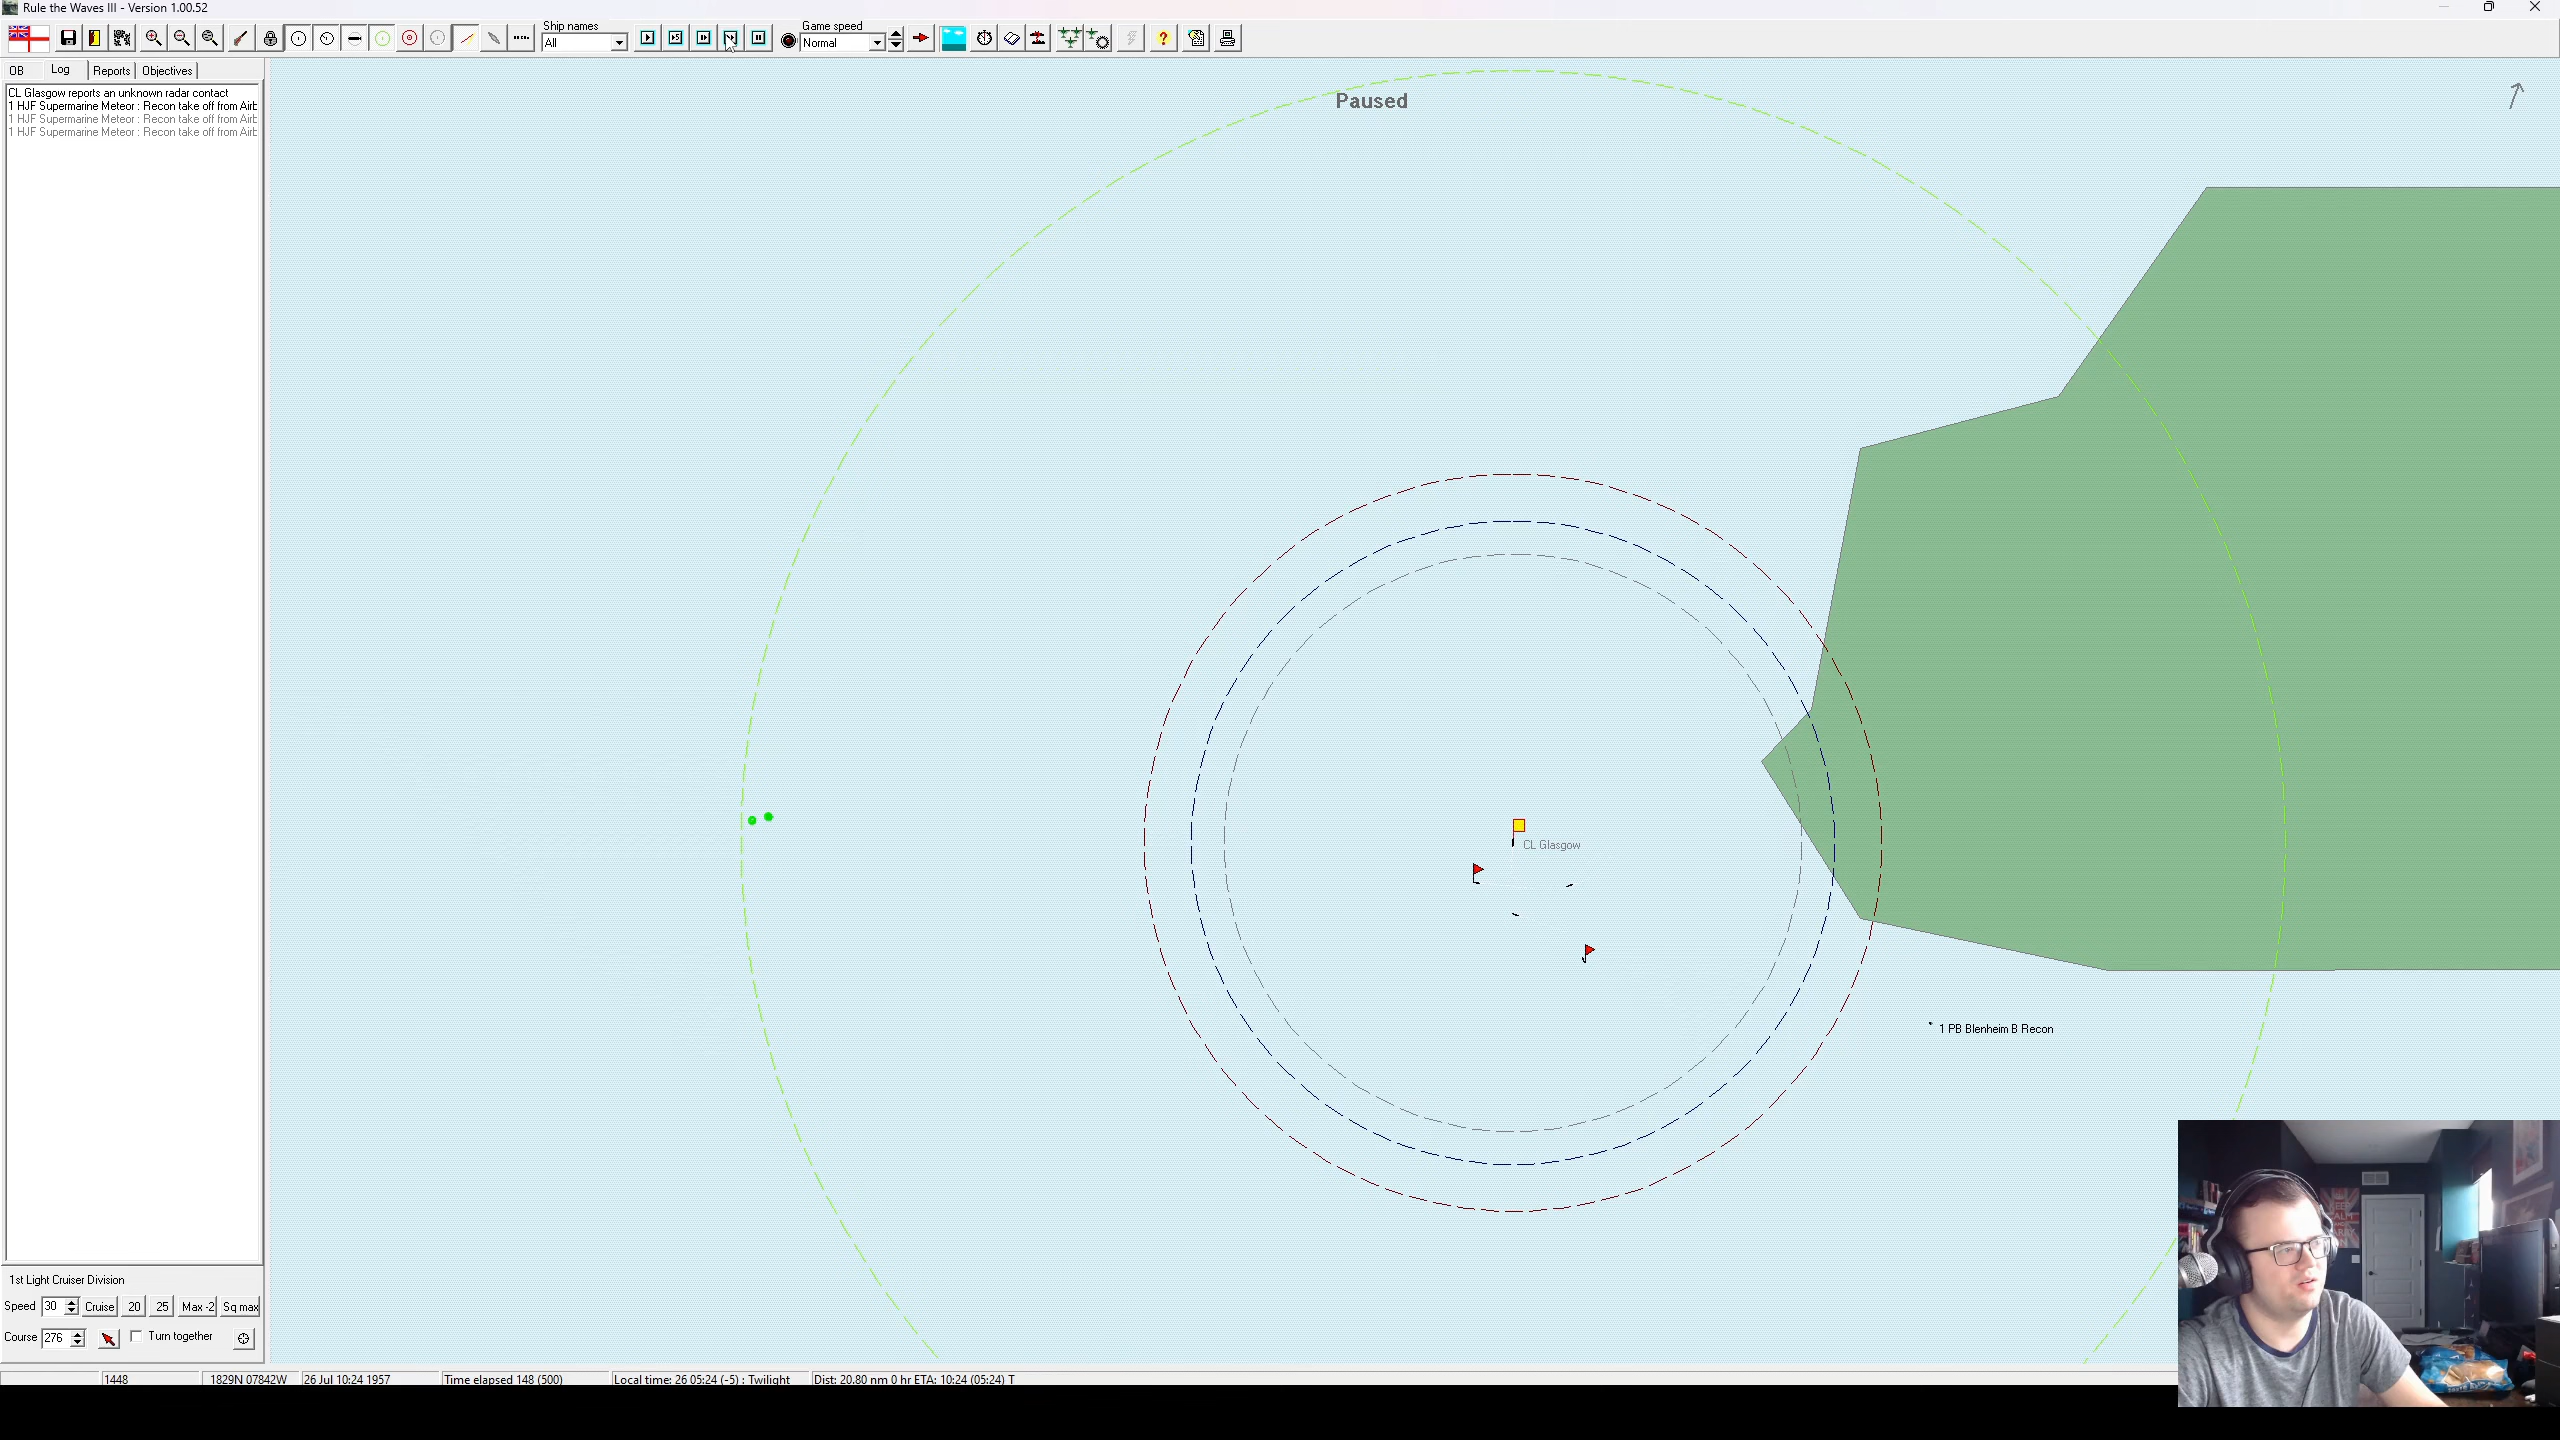 Rule the Waves III - Version 1.00.52
Ship names
All
Game speed
Normal
OB
Log
Reports
Objectives
CL Glasgow reports an unknown radar contact
1 HJF Supermarine Meteor : Recon take off from Airb
1 HJF Supermarine Meteor : Recon take off from Airb
1 HJF Supermarine Meteor : Recon take off from Airb
Paused
CL Glasgow
1 PB Blenheim B Recon
1st Light Cruiser Division
Speed 30 Cruise 20 25 Max -2 Sq max
Course 276 Turn together
1448
1829N 07842W
26 Jul 10:24 1957
Time elapsed 148 (500)
Local time: 26 05:24 (-5) : Twilight
Dist: 20.80 nm 0 hr ETA: 10:24 (05:24) T